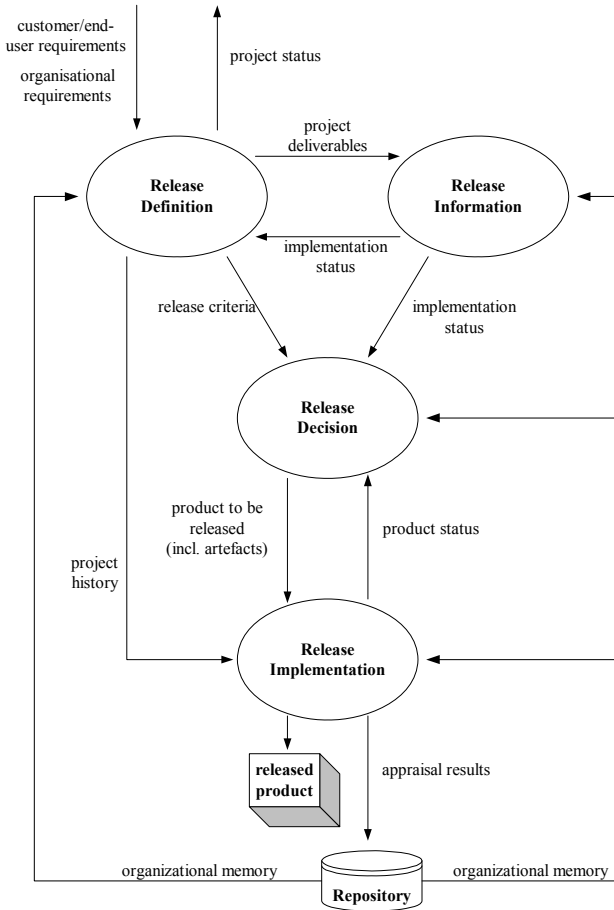 customer/end-
user requirements
organisational
requirements
project status
project
deliverables
Release
Definition
Release
Information
implementation
status
release criteria
implementation
status
Release
Decision
product to be
released
(incl. artefacts)
product status
project
history
Release
Implementation
released
product
appraisal results
organizational memory
Repository
organizational memory